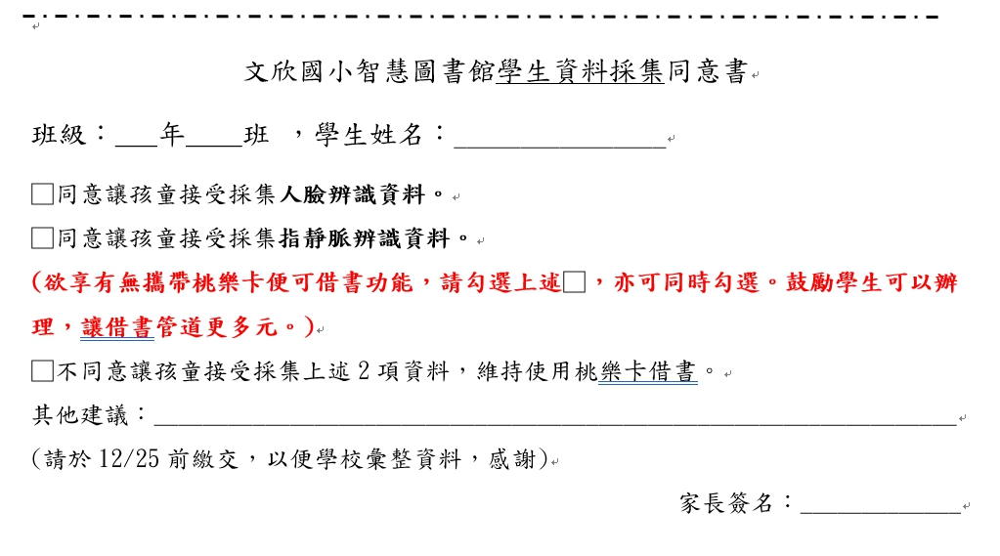 文欣國小智慧圖書館學生資料採集同意書
班級：___年____班 ，學生姓名：________________
□同意讓孩童接受採集人臉辨識資料。
□同意讓孩童接受採集指靜脈辨識資料。
(欲享有無攜帶桃樂卡便可借書功能，請勾選上述□，亦可同時勾選。鼓勵學生可以辦
理，讓借書管道更多元。)
□不同意讓孩童接受採集上述 2 項資料，維持使用桃樂卡借書。
其他建議：____________________________________________________________
(請於 12/25 前繳交，以便學校彙整資料，感謝)
家長簽名：____________